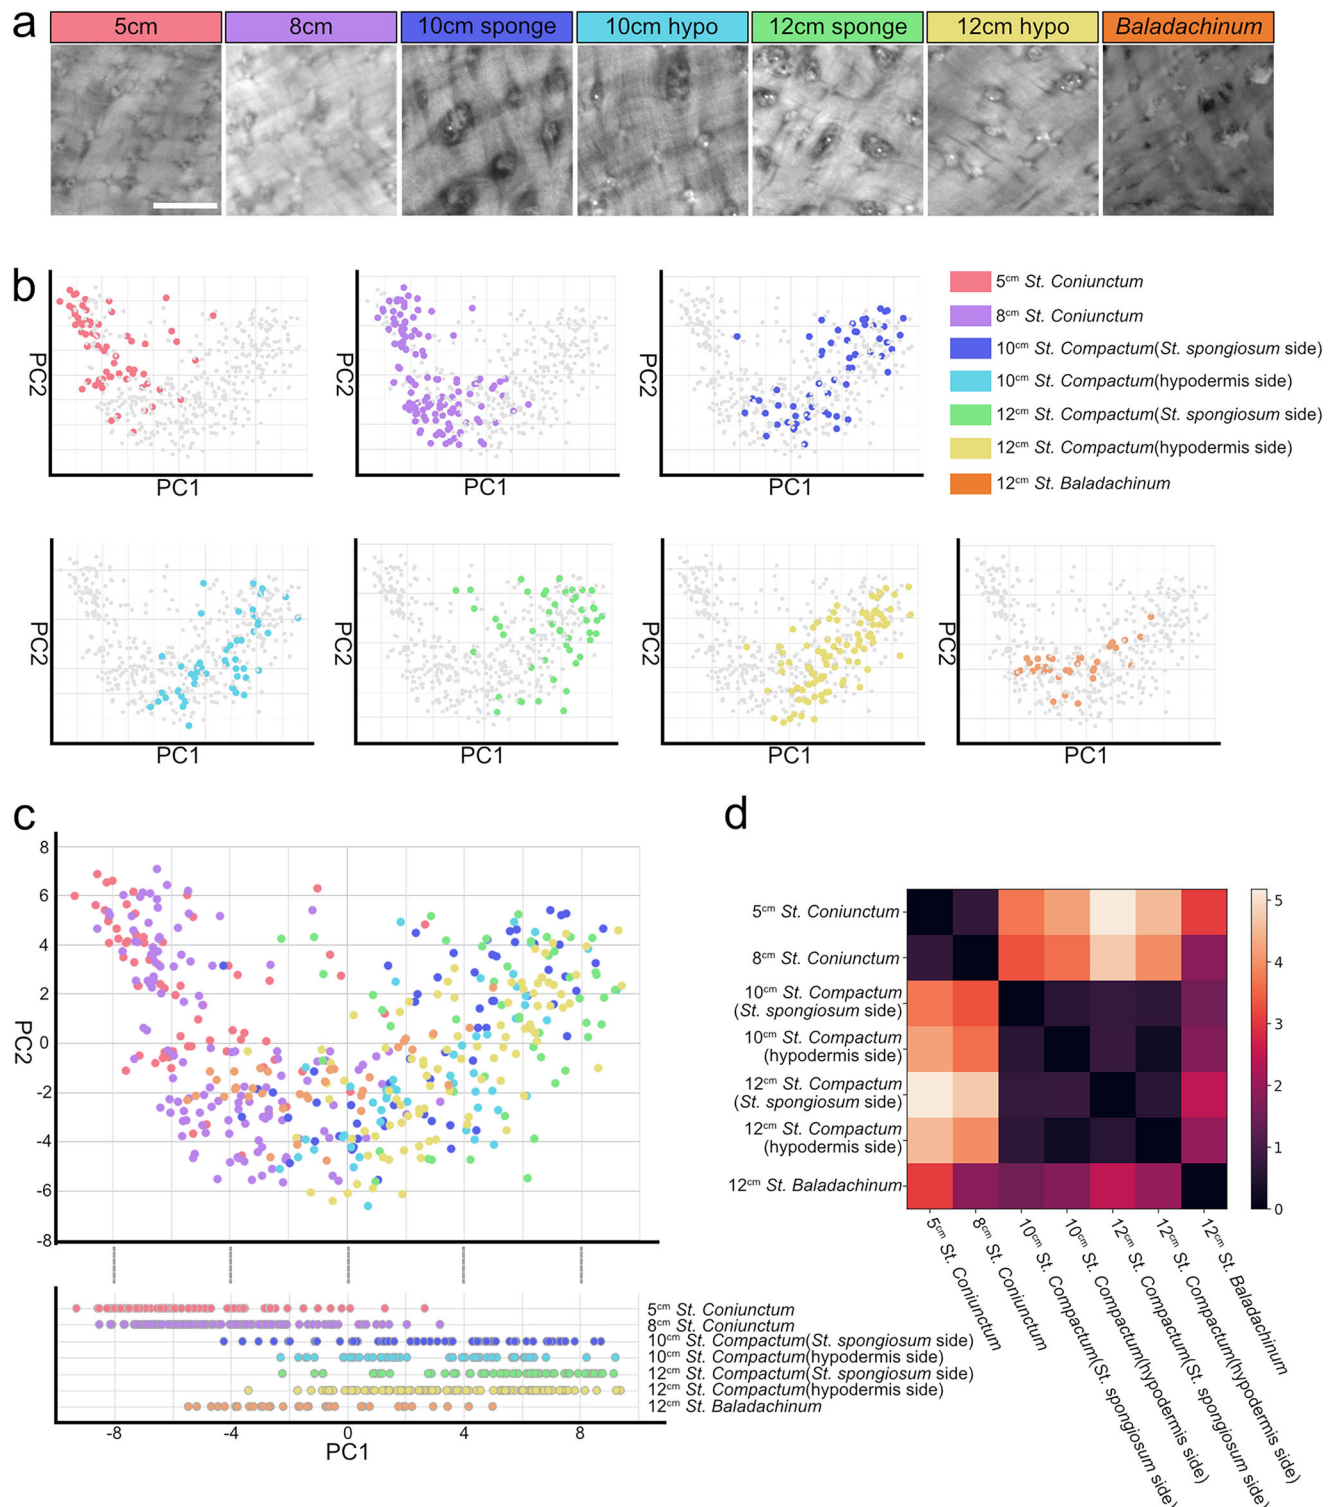 a
5cm
8cm
10cm sponge
10cm hypo
12cm sponge
12cm hypo
Baladachinum
b
PC2
PC1
PC2
PC1
PC2
PC1
5cm St. Coniunctum
8cm St. Coniunctum
10cm St. Compactum(St. spongiosum side)
10cm St. Compactum(hypodermis side)
12cm St. Compactum(St. spongiosum side)
12cm St. Compactum(hypodermis side)
12cm St. Baladachinum
PC2
PC1
PC2
PC1
PC2
PC1
PC2
PC1
c
8
6
4
2
0
-2
-4
-6
-8
PC2
5cm St. Coniunctum
8cm St. Coniunctum
10cm St. Compactum(St. spongiosum side)
10cm St. Compactum(hypodermis side)
12cm St. Compactum(St. spongiosum side)
12cm St. Compactum(hypodermis side)
12cm St. Baladachinum
-8 -4 0 4 8
PC1
d
5cm St. Coniunctum
8cm St. Coniunctum
10cm St. Compactum
(St. spongiosum side)
10cm St. Compactum
(hypodermis side)
12cm St. Compactum
(St. spongiosum side)
12cm St. Compactum
(hypodermis side)
12cm St. Baladachinum
5
4
3
2
1
0
5cm St. Coniunctum
8cm St. Coniunctum
10cm St. Compactum(St. spongiosum side)
10cm St. Compactum(hypodermis side)
12cm St. Compactum(St. spongiosum side)
12cm St. Compactum(hypodermis side)
12cm St. Baladachinum